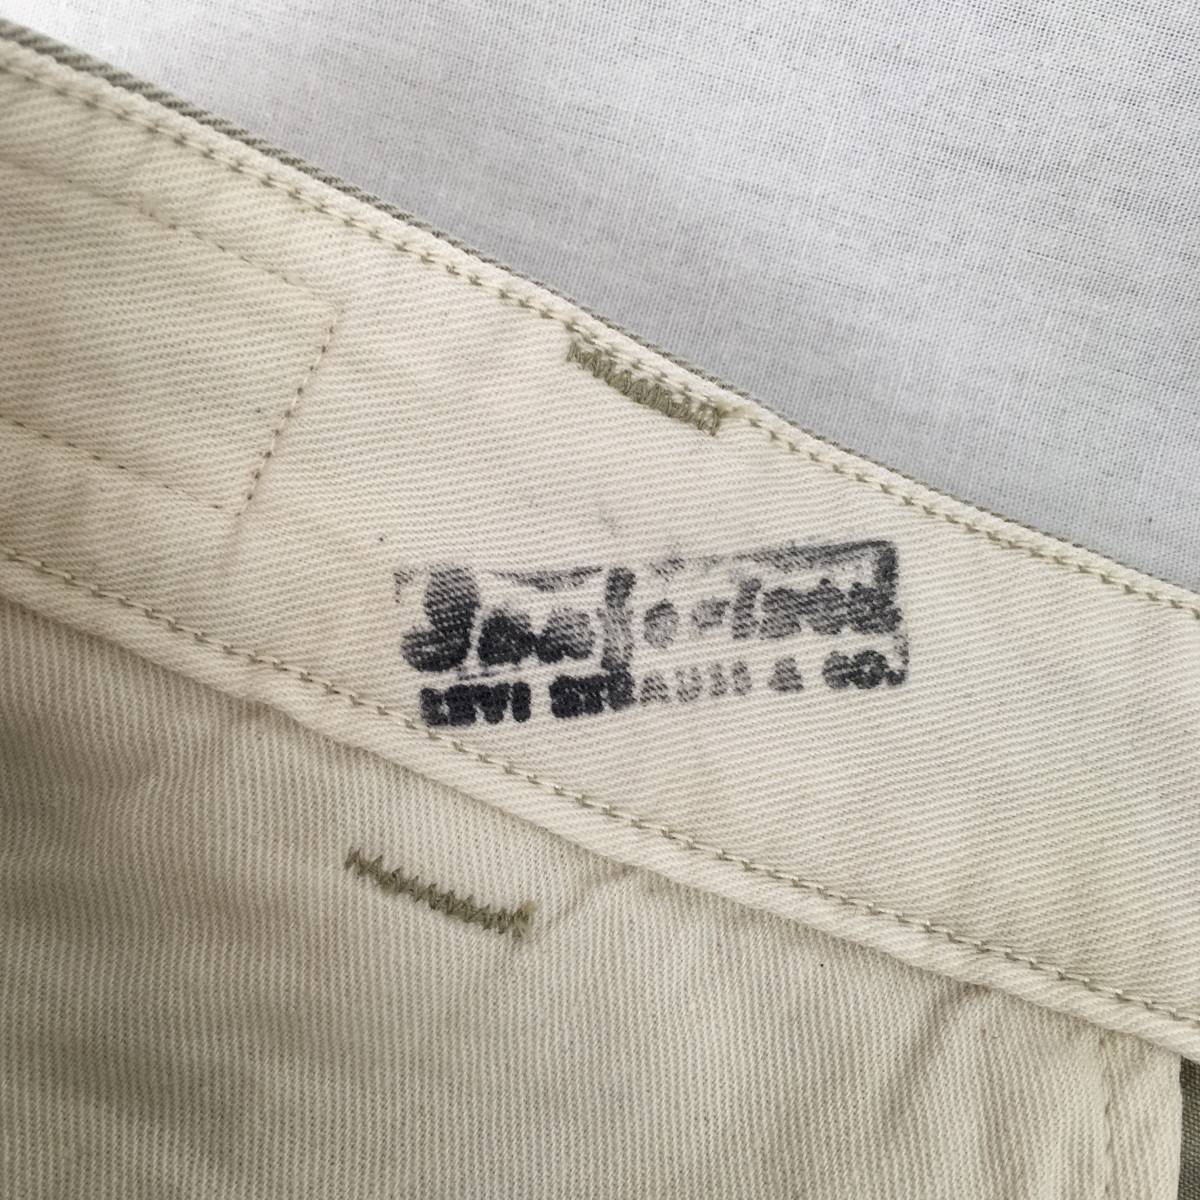 Sanforized
LEVI STRAUSS & CO.